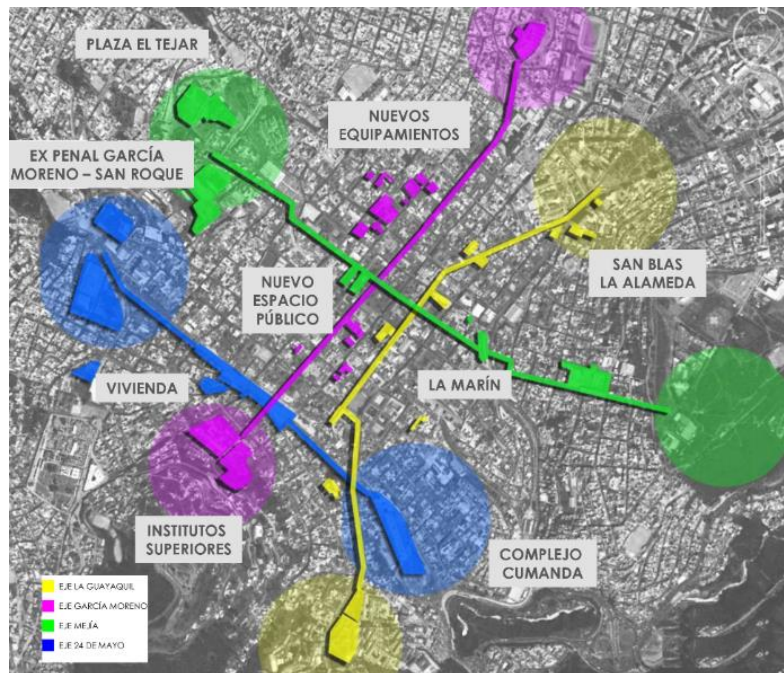 PLAZA EL TEJAR
NUEVOS
EQUIPAMIENTOS
EX PENAL GARCÍA
MORENO – SAN ROQUE
SAN BLAS
LA ALAMEDA
NUEVO
ESPACIO
PÚBLICO
VIVIENDA
LA MARÍN
INSTITUTOS
SUPERIORES
COMPLEJO
CUMANDA
EJE LA GUAYAQUIL
EJE GARCÍA MORENO
EJE MEJÍA
EJE 24 DE MAYO